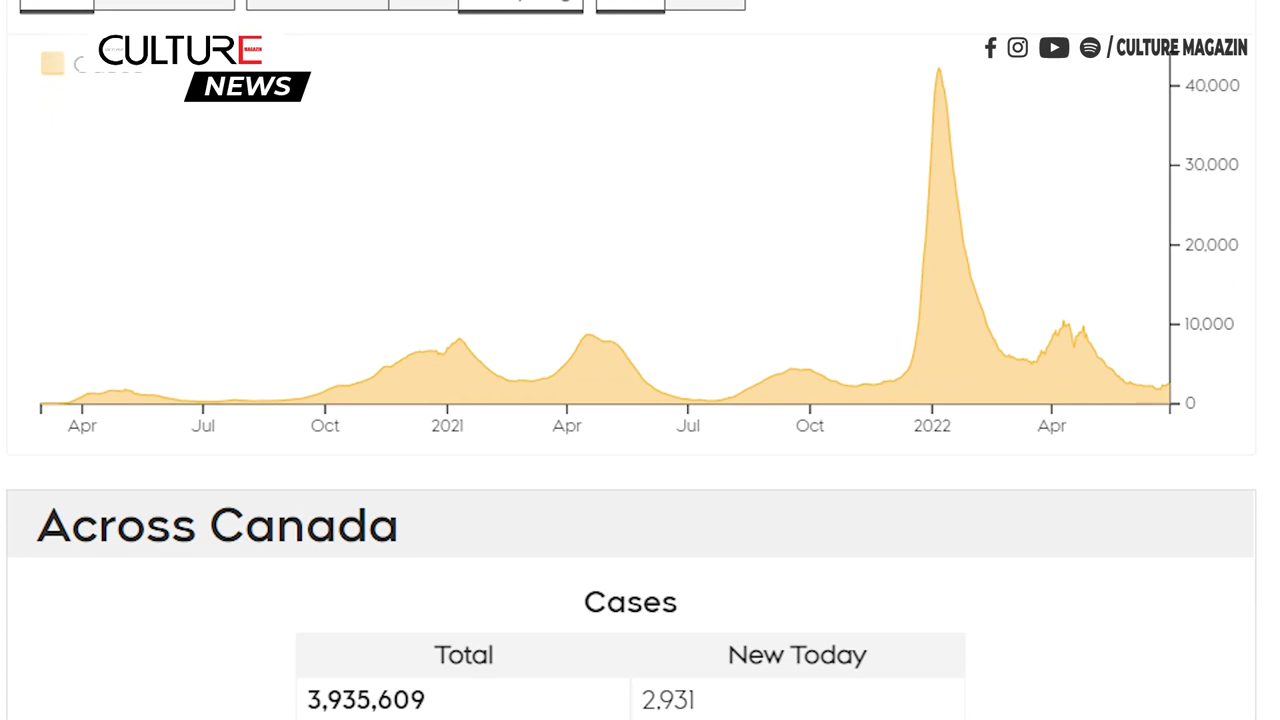 CULTURE
MAGAZIN
NEWS
/ CULTURE MAGAZIN
40,000
30,000
20,000
10,000
0
Apr Jul Oct 2021 Apr Jul Oct 2022 Apr
Across Canada
Cases
Total New Today
3,935,609 2,931